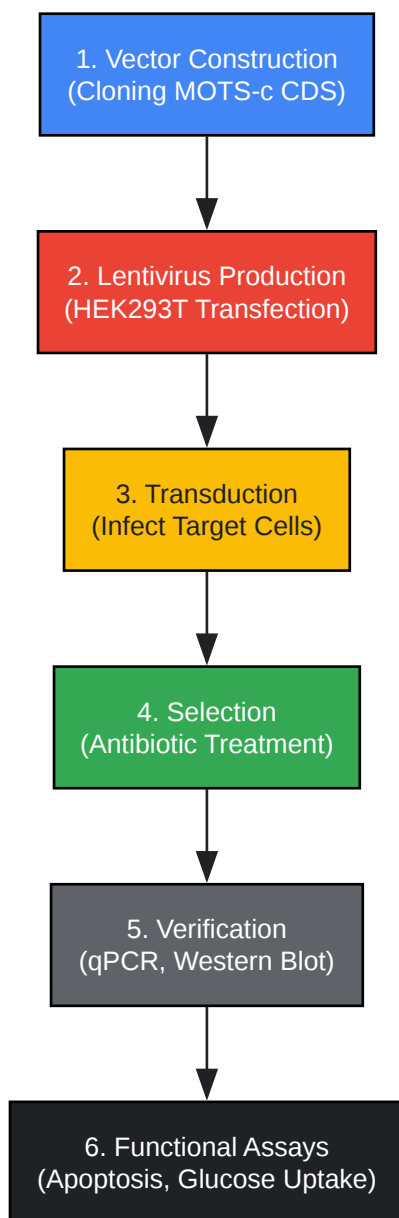 1. Vector Construction
(Cloning MOTS-c CDS)
2. Lentivirus Production
(HEK293T Transfection)
3. Transduction
(Infect Target Cells)
4. Selection
(Antibiotic Treatment)
5. Verification
(qPCR, Western Blot)
6. Functional Assays
(Apoptosis, Glucose Uptake)